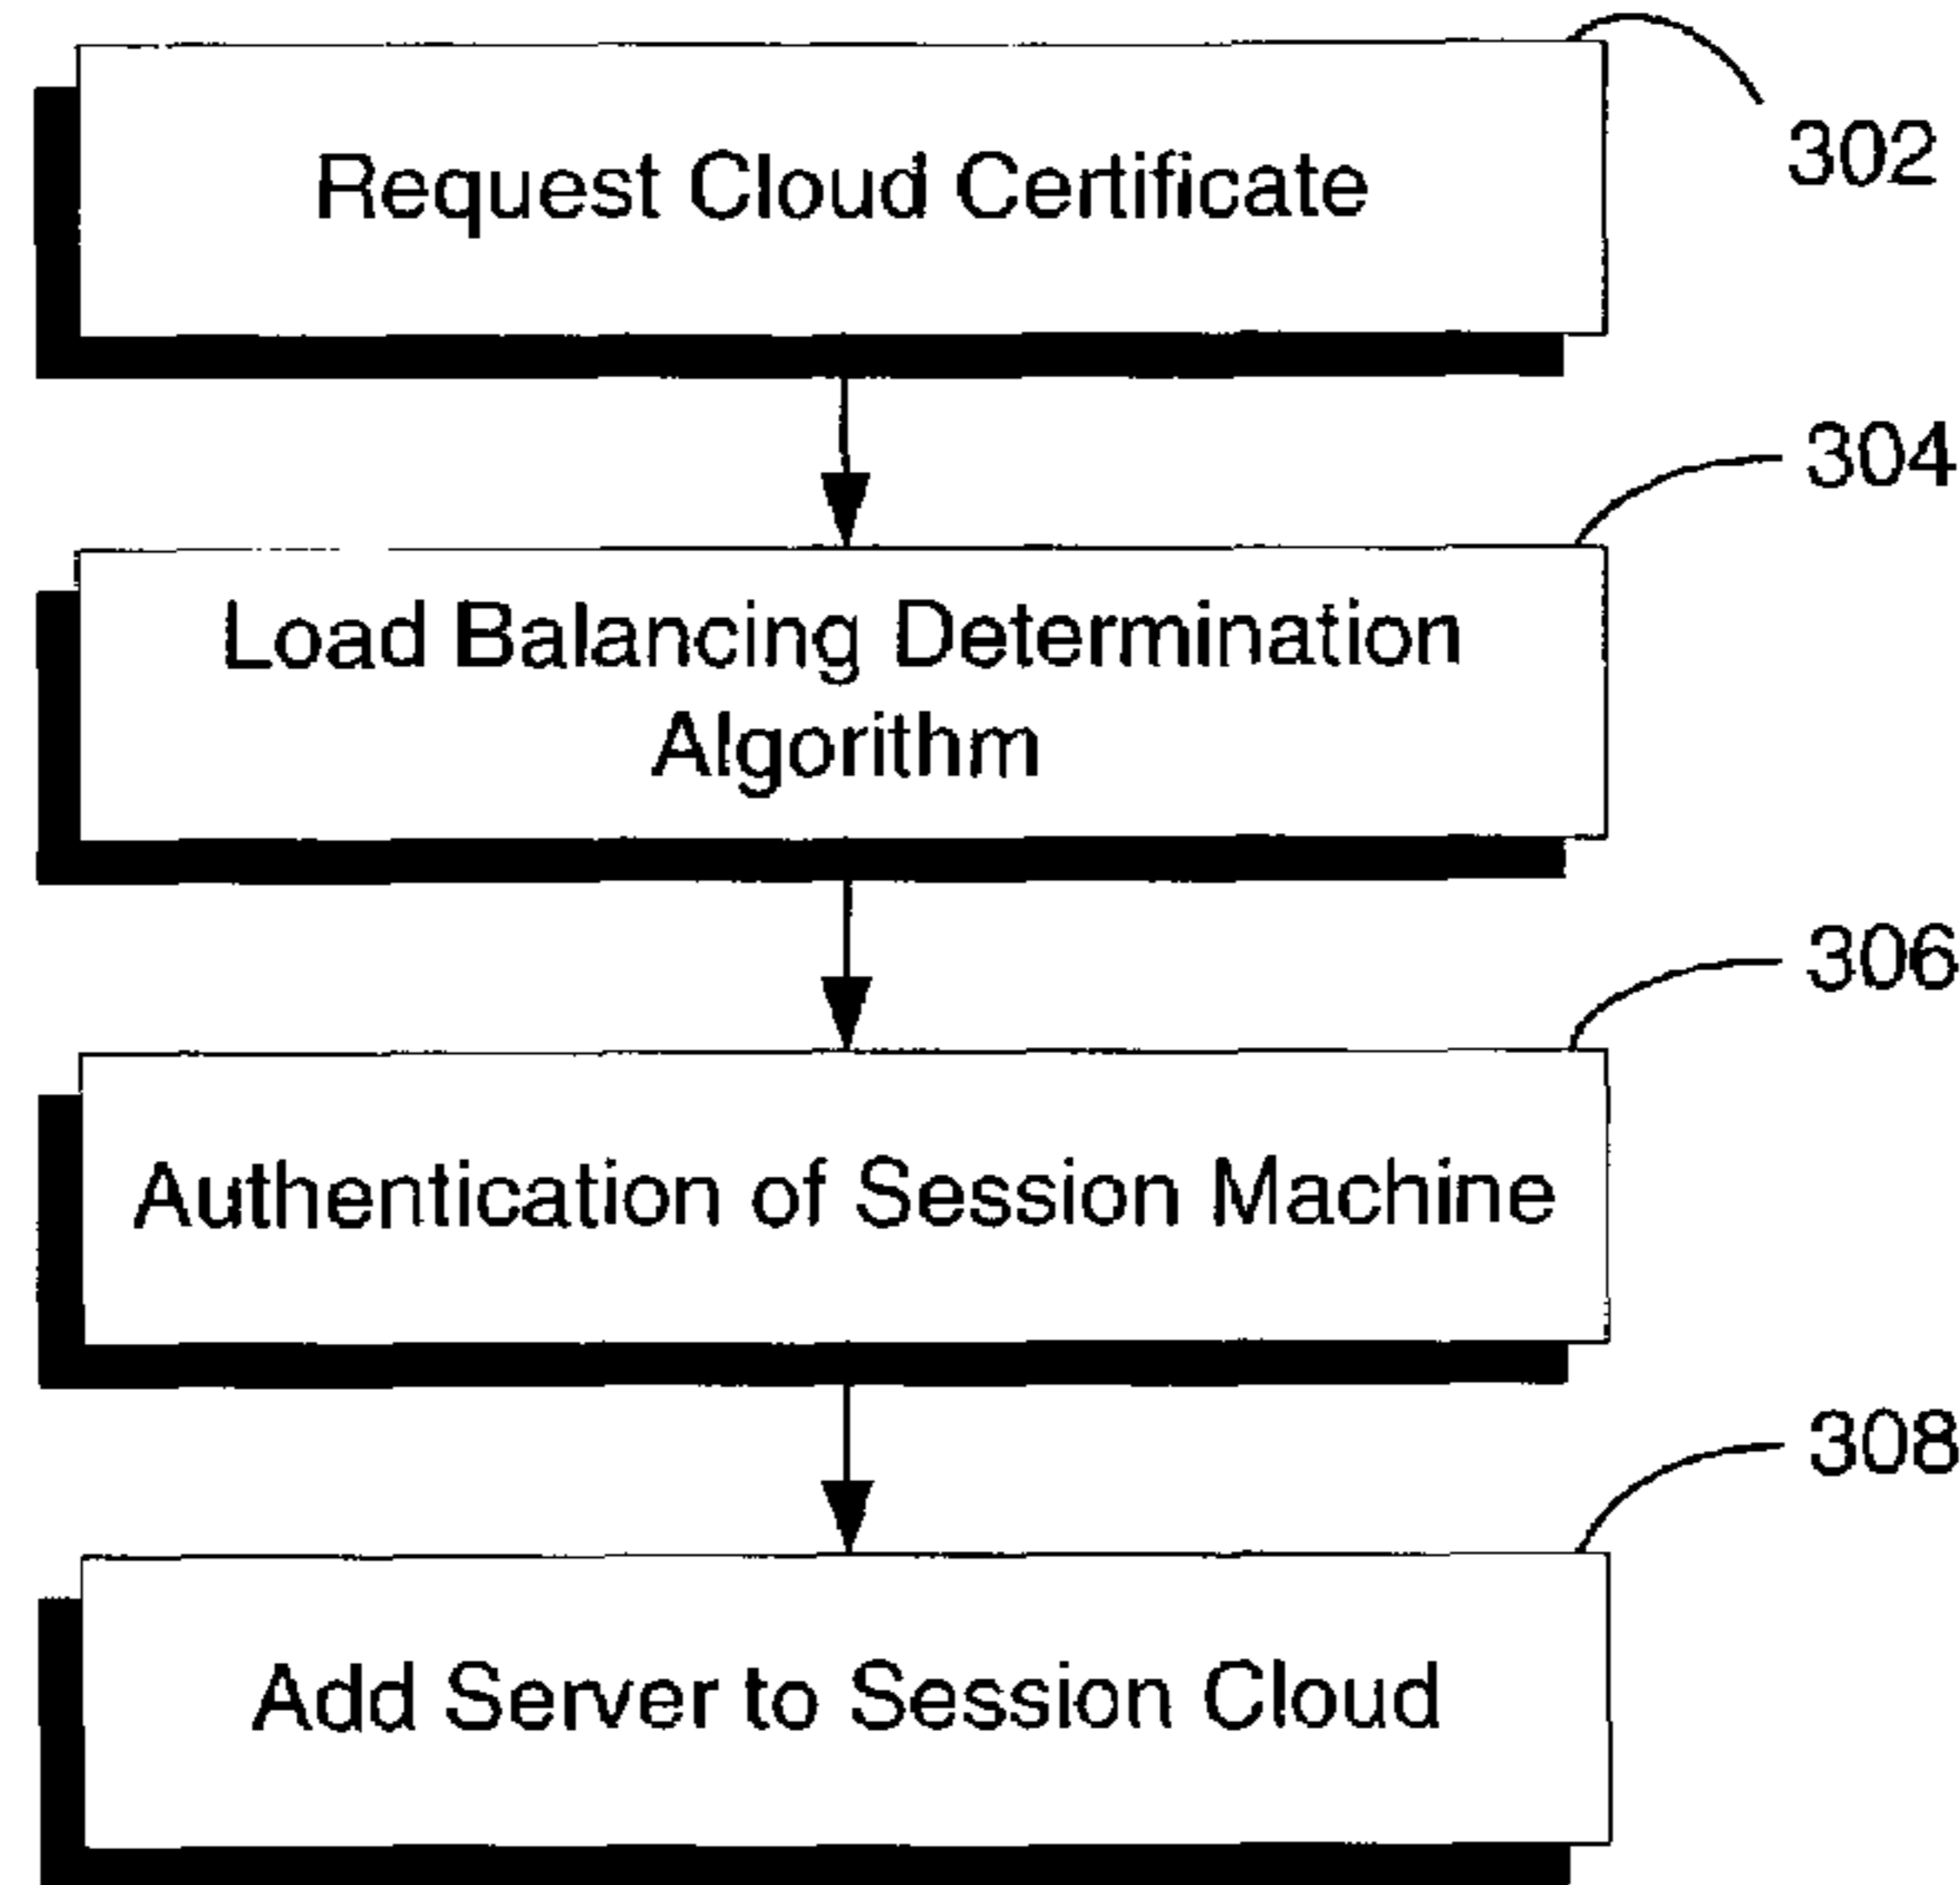 Request Cloud Certificate
302
304
Load Balancing Determination
Algorithm
306
Authentication of Session Machine
308
Add Server to Session Cloud